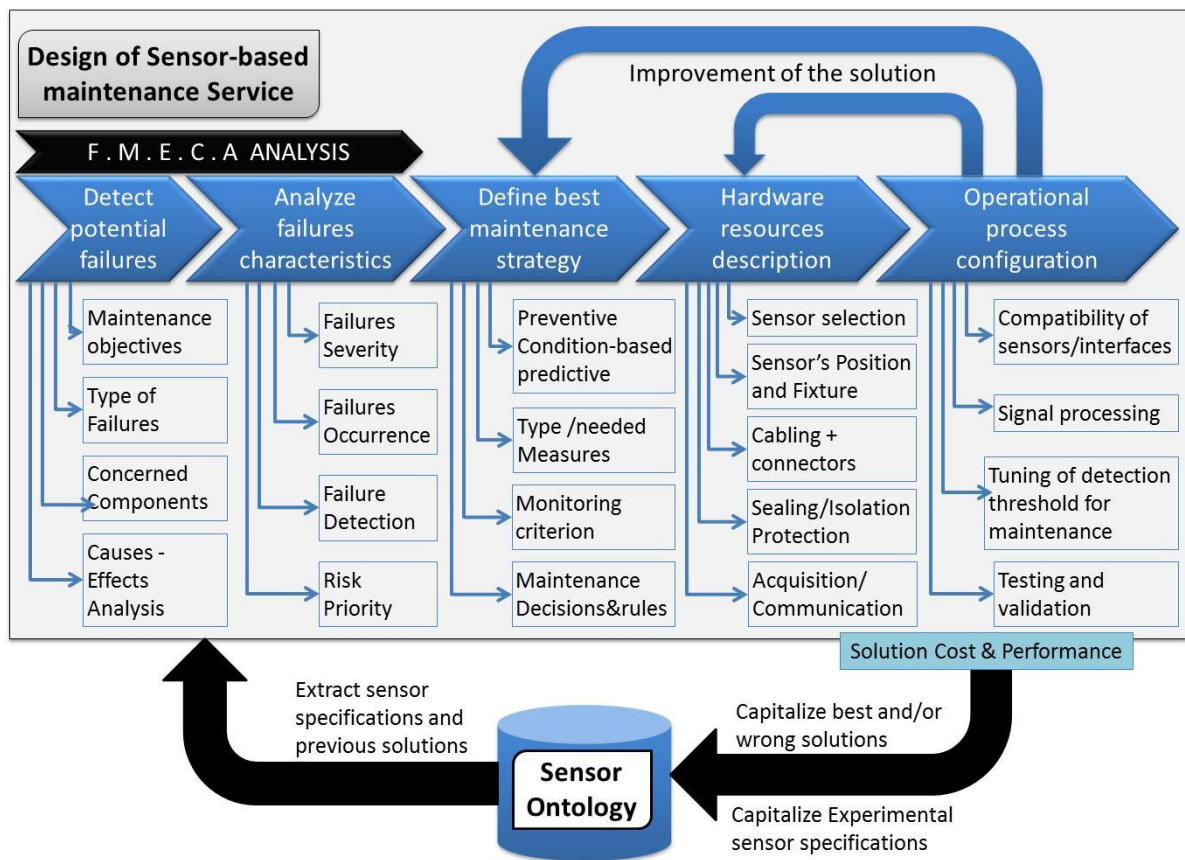 Design of Sensor-based
maintenance Service
Improvement of the solution
F . M . E . C . A ANALYSIS
Detect
potential
failures
Analyze
failures
characteristics
Define best
maintenance
strategy
Hardware
resources
description
Operational
process
configuration
Maintenance
objectives
Type of
Failures
Concerned
Components
Causes -
Effects
Analysis
Failures
Severity
Failures
Occurrence
Failure
Detection
Risk
Priority
Preventive
Condition-based
predictive
Type /needed
Measures
Monitoring
criterion
Maintenance
Decisions&rules
Sensor selection
Sensor’s Position
and Fixture
Cabling +
connectors
Sealing/Isolation
Protection
Acquisition/
Communication
Compatibility of
sensors/interfaces
Signal processing
Tuning of detection
threshold for
maintenance
Testing and
validation
Solution Cost & Performance
Extract sensor
specifications and
previous solutions
Sensor
Ontology
Capitalize best and/or
wrong solutions
Capitalize Experimental
sensor specifications